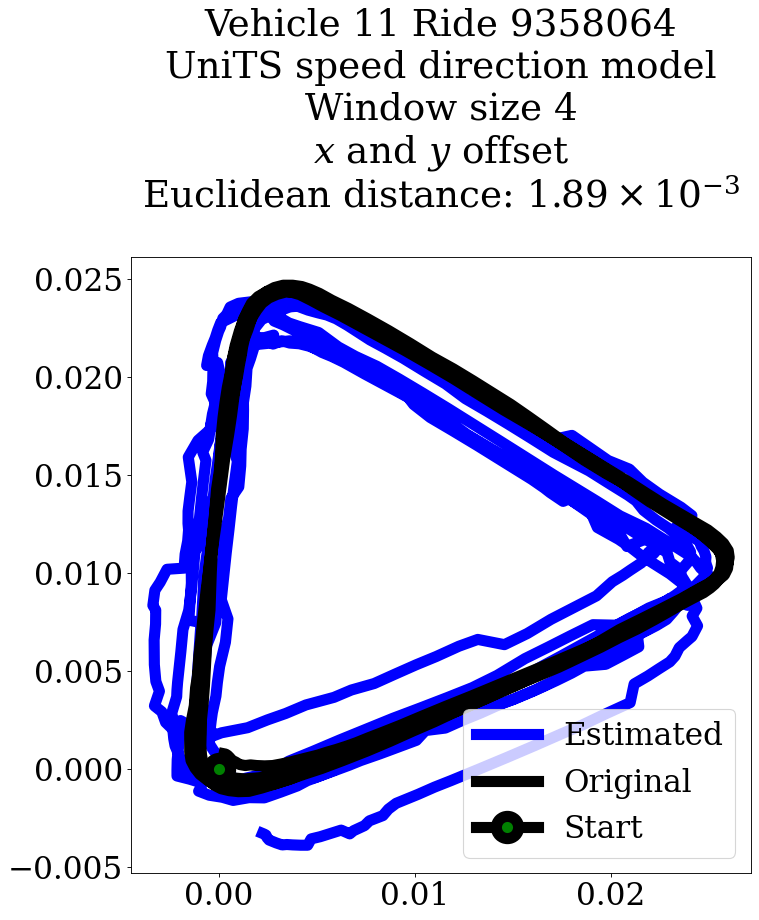 Vehicle 11 Ride 9358064
UniTS speed direction model
Window size 4
x and y offset
Euclidean distance: 1.89 × 10⁻³
0.025
0.020
0.015
0.010
0.005
0.000
−0.005
0.00 0.01 0.02
Estimated
Original
Start